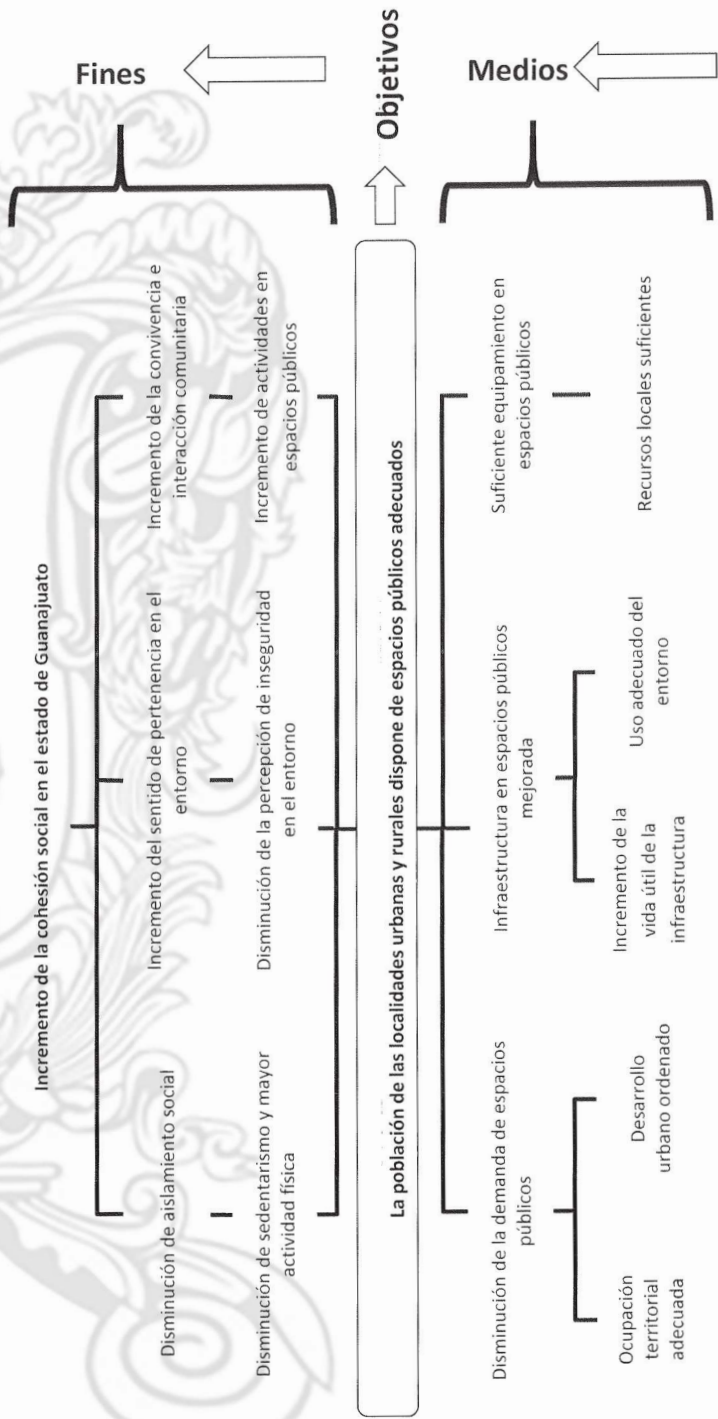 Incremento de la cohesión social en el estado de Guanajuato
Disminución de aislamiento social
Incremento del sentido de pertenencia en el
entorno
Incremento de la convivencia e
interacción comunitaria
Disminución de sedentarismo y mayor
actividad física
Disminución de la percepción de inseguridad
en el entorno
Incremento de actividades en
espacios públicos
Fines
La población de las localidades urbanas y rurales dispone de espacios públicos adecuados
Objetivos
Disminución de la demanda de espacios
públicos
Infraestructura en espacios públicos
mejorada
Suficiente equipamiento en
espacios públicos
Ocupación
territorial
adecuada
Desarrollo
urbano ordenado
Incremento de la
vida útil de la
infraestructura
Uso adecuado del
entorno
Recursos locales suficientes
Medios